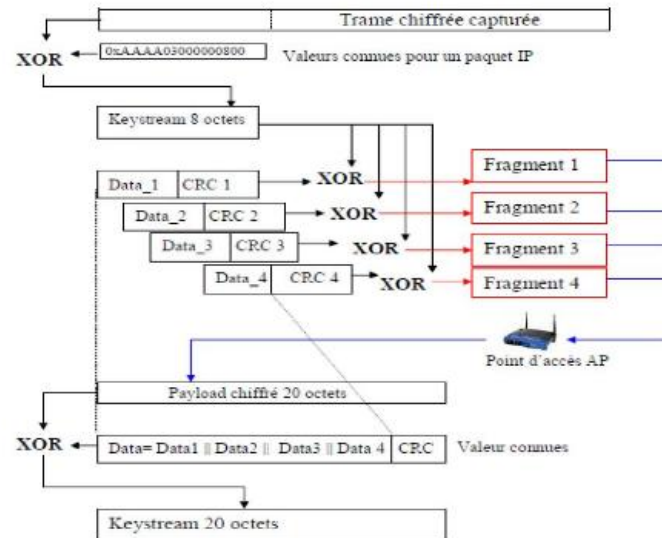 Trame chiffrée capturée
XOR
0xAAAA03000000800
Valeurs connues pour un paquet IP
Keystream 8 octets
Data_1 CRC 1
XOR
Fragment 1
Data_2 CRC 2
XOR
Fragment 2
Data_3 CRC 3
XOR
Fragment 3
Data_4 CRC 4
XOR
Fragment 4
Point d'accès AP
Payload chiffré 20 octets
XOR
Data= Data1 || Data2 || Data3 || Data 4 CRC
Valeur connues
Keystream 20 octets